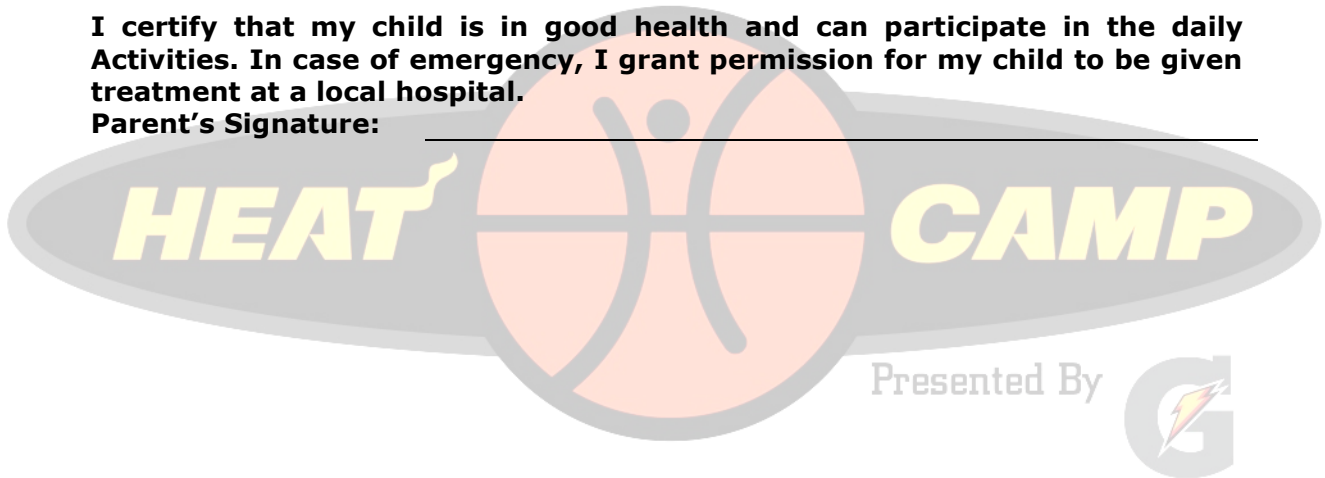 I certify that my child is in good health and can participate in the daily
Activities. In case of emergency, I grant permission for my child to be given
treatment at a local hospital.
Parent’s Signature:
HEAT CAMP
Presented By
G